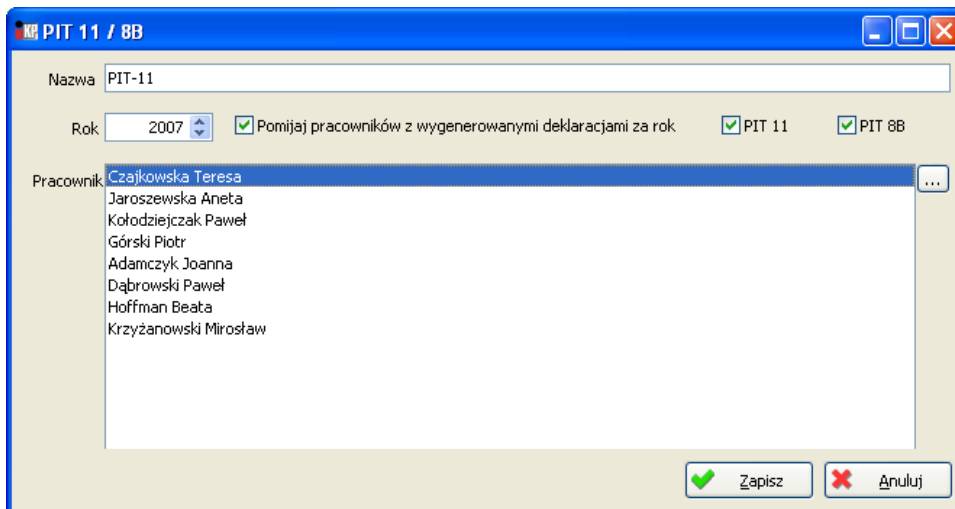 KP PIT 11 / 8B
Nazwa PIT-11
Rok 2007 Pomijaj pracowników z wygenerowanymi deklaracjami za rok PIT 11 PIT 8B
Pracownik Czajkowska Teresa ...
Jaroszewska Aneta
Kołodziejczak Paweł
Górski Piotr
Adamczyk Joanna
Dąbrowski Paweł
Hoffman Beata
Krzyżanowski Mirosław
Zapisz Anuluj